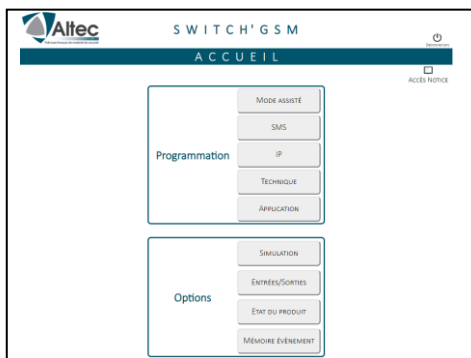 Altec
SWITCH'GSM
Déconnexion
ACCUEIL
ACCÈS NOTICE
Programmation
MODE ASSISTÉ
SMS
IP
TECHNIQUE
APPLICATION
Options
SIMULATION
ENTRÉES/SORTIES
ETAT DU PRODUIT
MÉMOIRE ÉVÈNEMENT